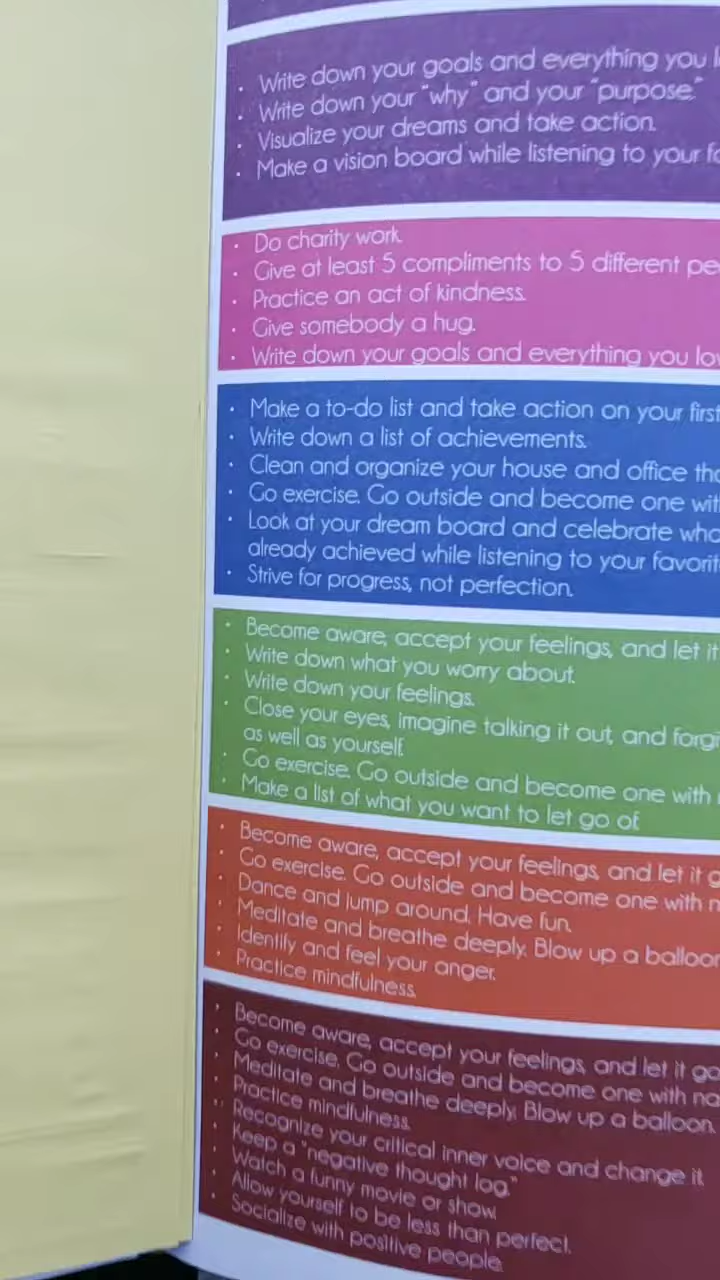 · Write down your goals and everything you
· Write down your "why" and your "purpose."
· Visualize your dreams and take action.
· Make a vision board while listening to your
· Do charity work.
· Give at least 5 compliments to 5 different
· Practice an act of kindness.
· Give somebody a hug.
· Write down your goals and everything you
· Make a to-do list and take action on your first
· Write down a list of achievements.
· Clean and organize your house and office
· Go exercise. Go outside and become one
· Look at your dream board and celebrate
already achieved while listening to your
· Strive for progress, not perfection.
· Become aware, accept your feelings, and let it
· Write down what you worry about.
· Write down your feelings.
· Close your eyes, imagine talking it out, and
as well as yourself.
· Go exercise. Go outside and become one with
· Make a list of what you want to let go of.
· Become aware, accept your feelings, and let it
· Go exercise. Go outside and become one with
· Dance and jump around. Have fun.
· Meditate and breathe deeply. Blow up a balloon
· Identify and feel your anger.
· Practice mindfulness.
· Become aware, accept your feelings, and let it go
· Go exercise. Go outside and become one with
· Meditate and breathe deeply. Blow up a balloon.
· Practice mindfulness.
· Recognize your critical inner voice and change it.
· Keep a "negative thought log."
· Watch a funny movie or show.
· Allow yourself to be less than perfect.
· Socialize with positive people.